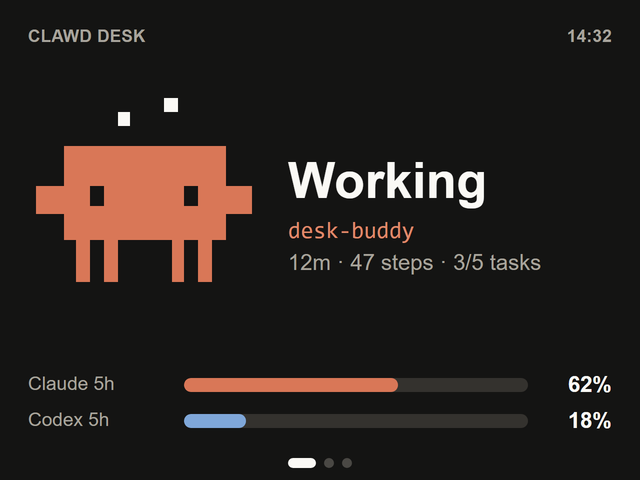 CLAWD DESK 14:32
Working
desk-buddy
12m · 47 steps · 3/5 tasks
Claude 5h 62%
Codex 5h 18%